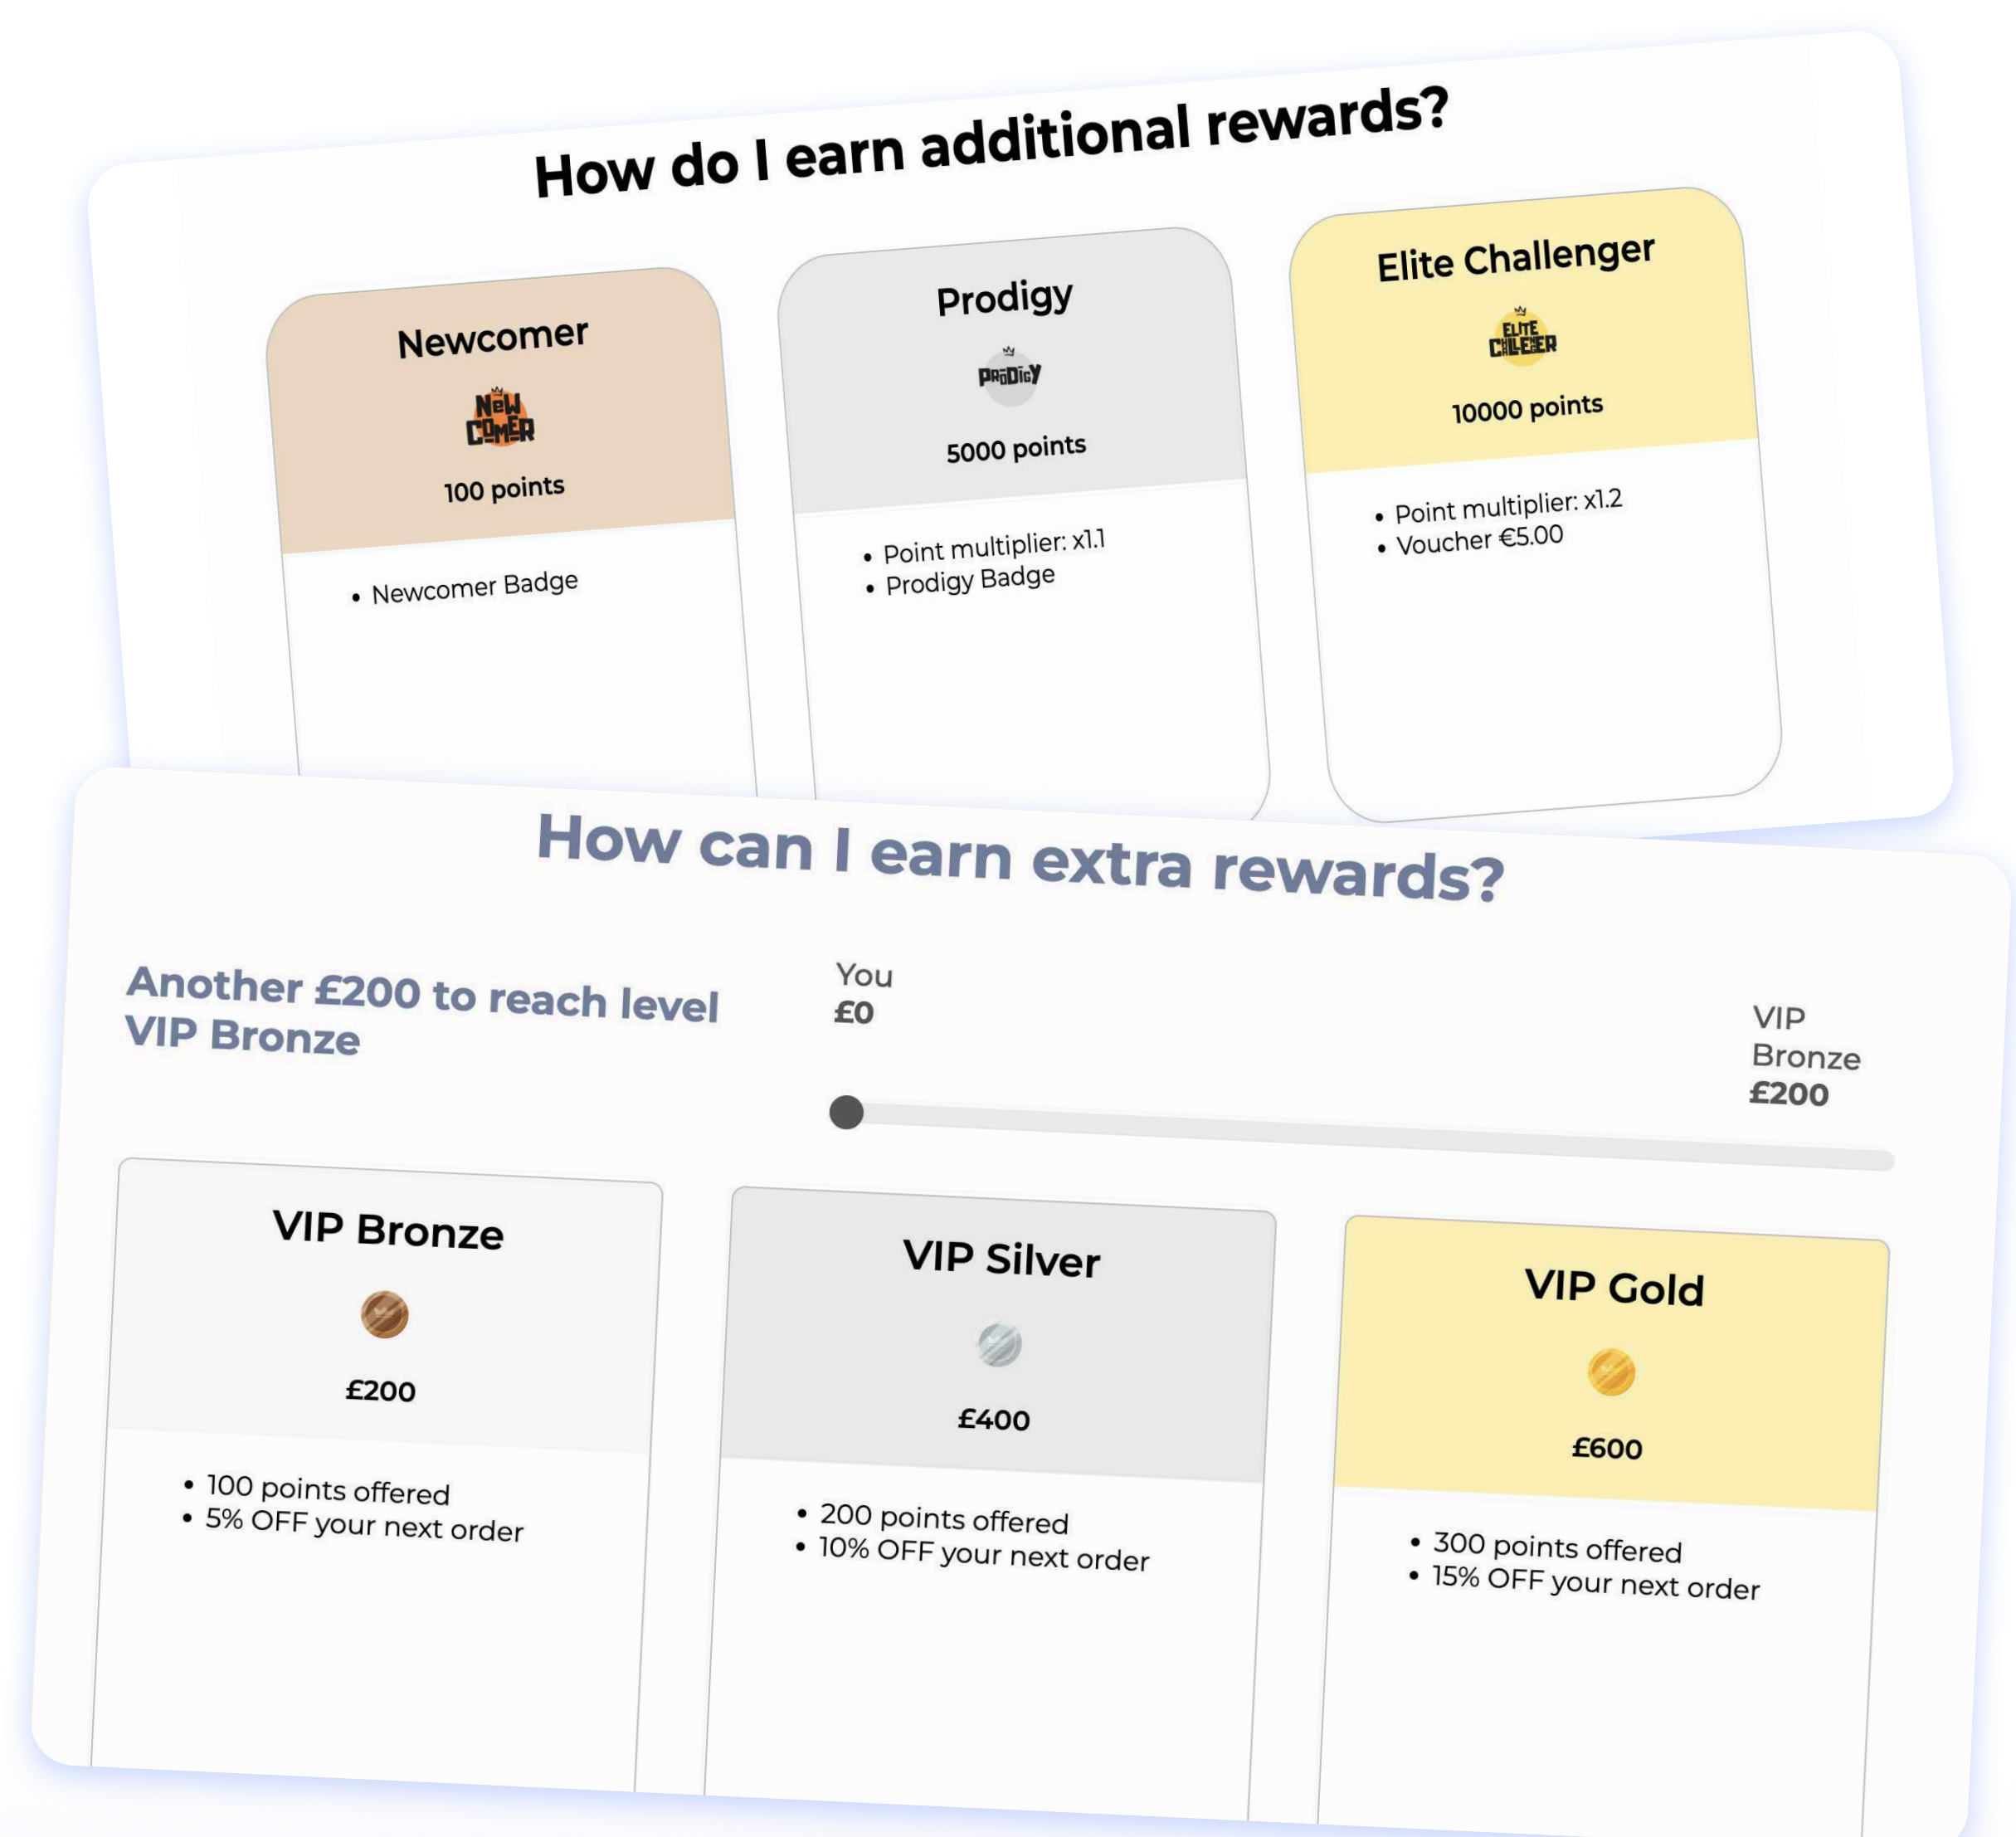 How do I earn additional rewards?
Newcomer
NeW
COMER
100 points
• Newcomer Badge
Prodigy
PRODiGY
5000 points
• Point multiplier: x1.1
• Prodigy Badge
Elite Challenger
ELITE
10000 points
• Point multiplier: x1.2
• Voucher €5.00
How can I earn extra rewards?
Another £200 to reach level
VIP Bronze
You
£0
VIP
Bronze
£200
VIP Bronze
£200
• 100 points offered
• 5% OFF your next order
VIP Silver
£400
• 200 points offered
• 10% OFF your next order
VIP Gold
£600
• 300 points offered
• 15% OFF your next order